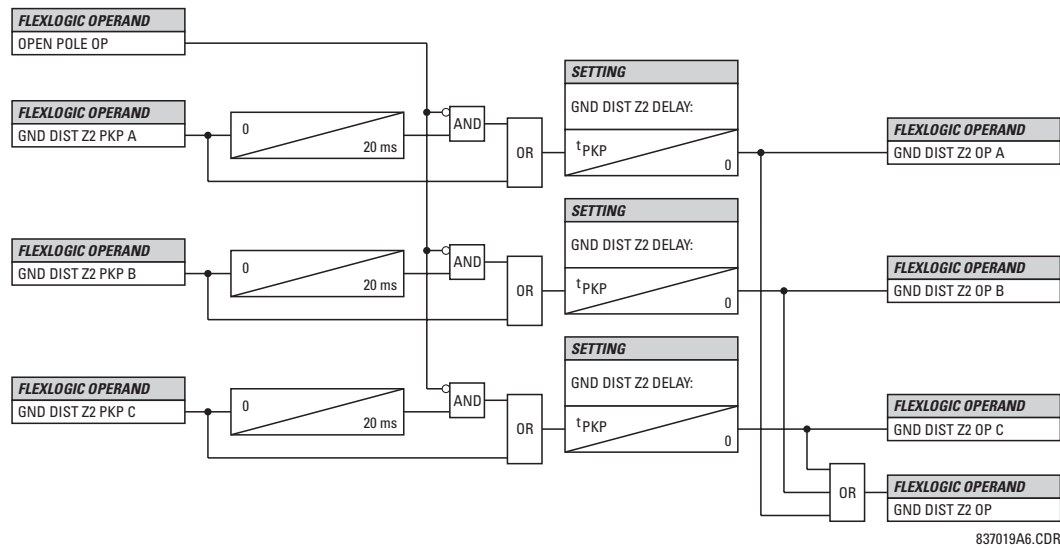 FLEXLOGIC OPERAND
OPEN POLE OP
FLEXLOGIC OPERAND
GND DIST Z2 PKP A
0
20 ms
AND
OR
SETTING
GND DIST Z2 DELAY:
tPKP
0
FLEXLOGIC OPERAND
GND DIST Z2 OP A
FLEXLOGIC OPERAND
GND DIST Z2 PKP B
0
20 ms
AND
OR
SETTING
GND DIST Z2 DELAY:
tPKP
0
FLEXLOGIC OPERAND
GND DIST Z2 OP B
FLEXLOGIC OPERAND
GND DIST Z2 PKP C
0
20 ms
AND
OR
SETTING
GND DIST Z2 DELAY:
tPKP
0
FLEXLOGIC OPERAND
GND DIST Z2 OP C
OR
FLEXLOGIC OPERAND
GND DIST Z2 OP
837019A6.CDR